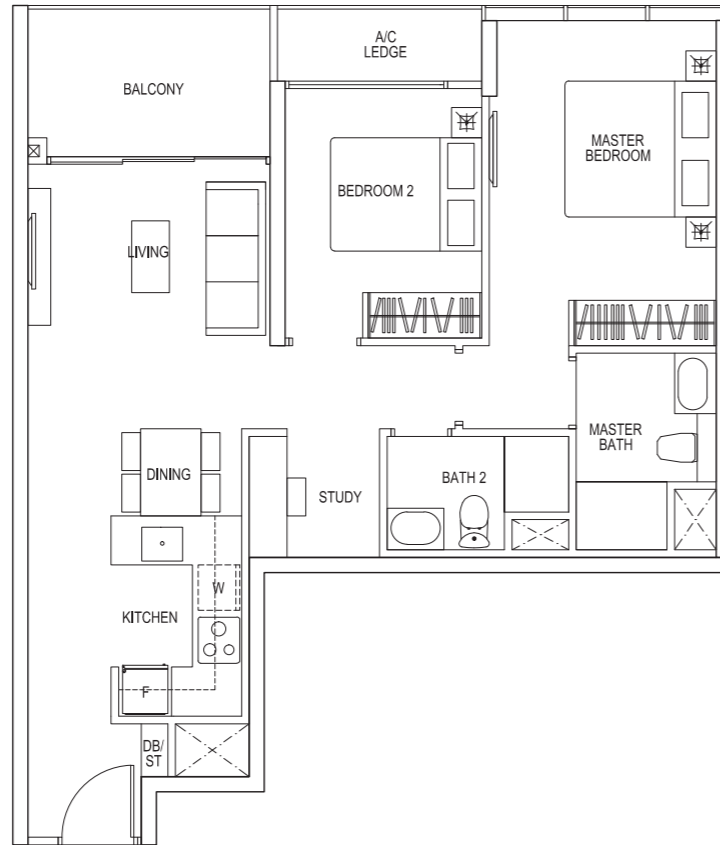 A/C
LEDGE
BALCONY
MASTER
BEDROOM
BEDROOM 2
LIVING
MASTER
BATH
DINING
BATH 2
STUDY
W
KITCHEN
F
DB/
ST